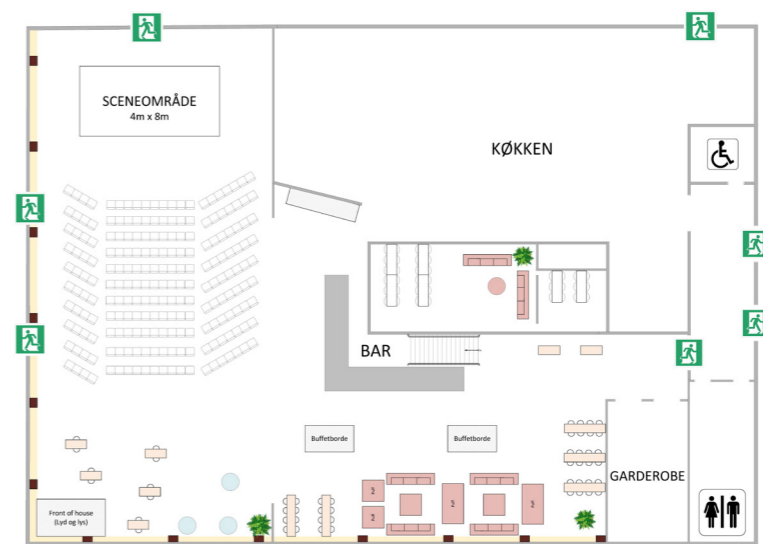 SCENEOMRÅDE
4m x 8m
KØKKEN
BAR
Buffetborde
Buffetborde
GARDEROBE
Front of house
(Lyd og lys)